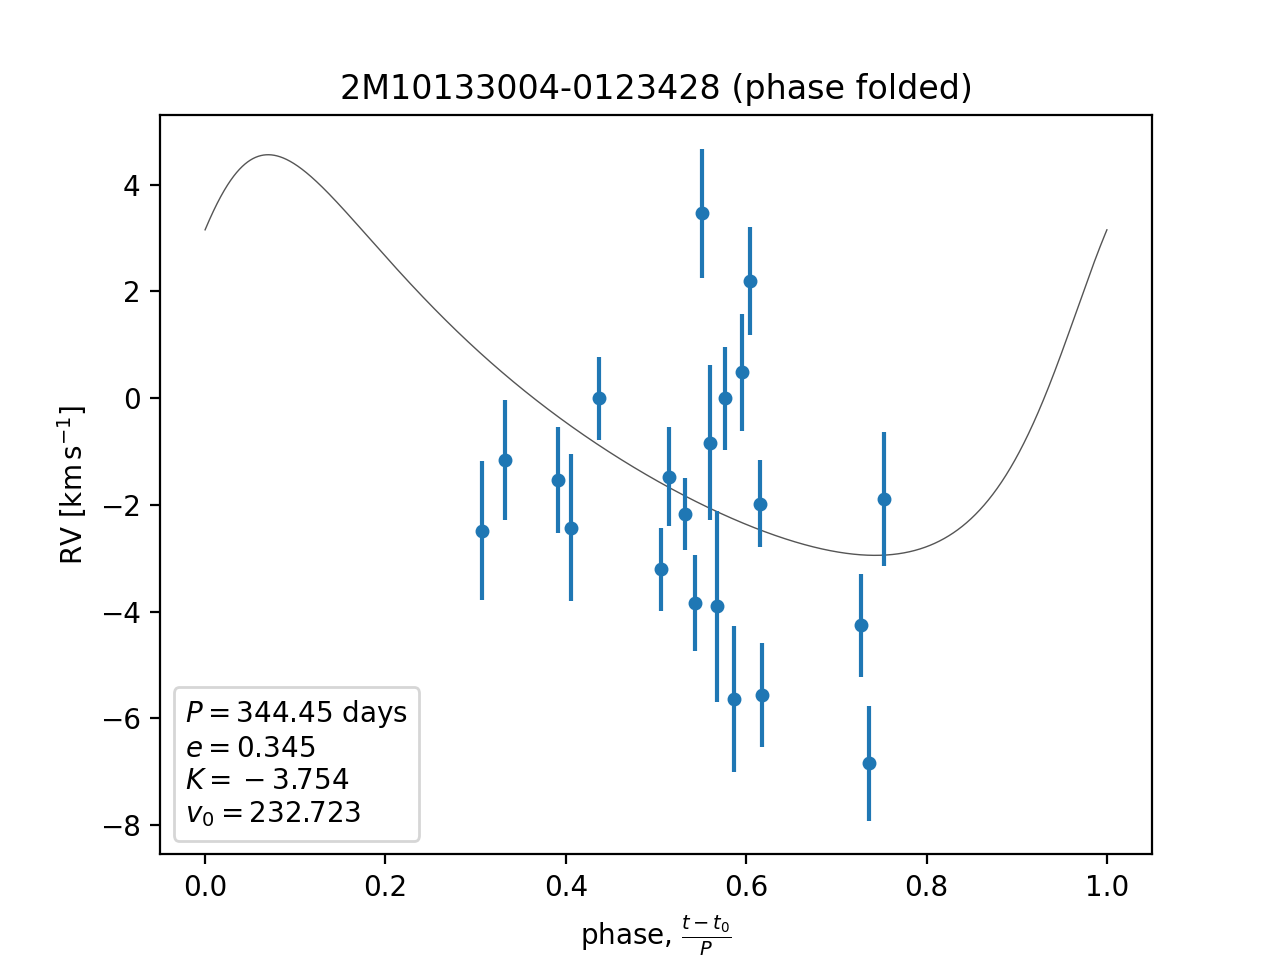 2M10133004-0123428 (phase folded)
RV [km s⁻¹]
4
2
0
−2
−4
−6
−8
P = 344.45 days
e = 0.345
K = −3.754
v₀ = 232.723
0.0 0.2 0.4 0.6 0.8 1.0
phase, (t − t₀)/P